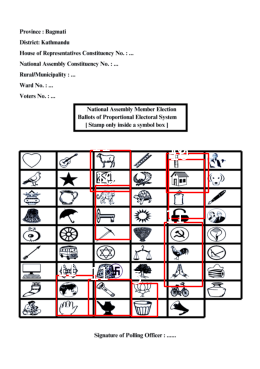 Province : Bagmati
District: Kathmandu
House of Representatives Constituency No. : ...
National Assembly Constituency No. : ...
Rural/Municipality : ...
Ward No. : ...
Voters No. : ...
National Assembly Member Election
Ballots of Proportional Electoral System
[ Stamp only inside a symbol box ]
Signature of Polling Officer : ......